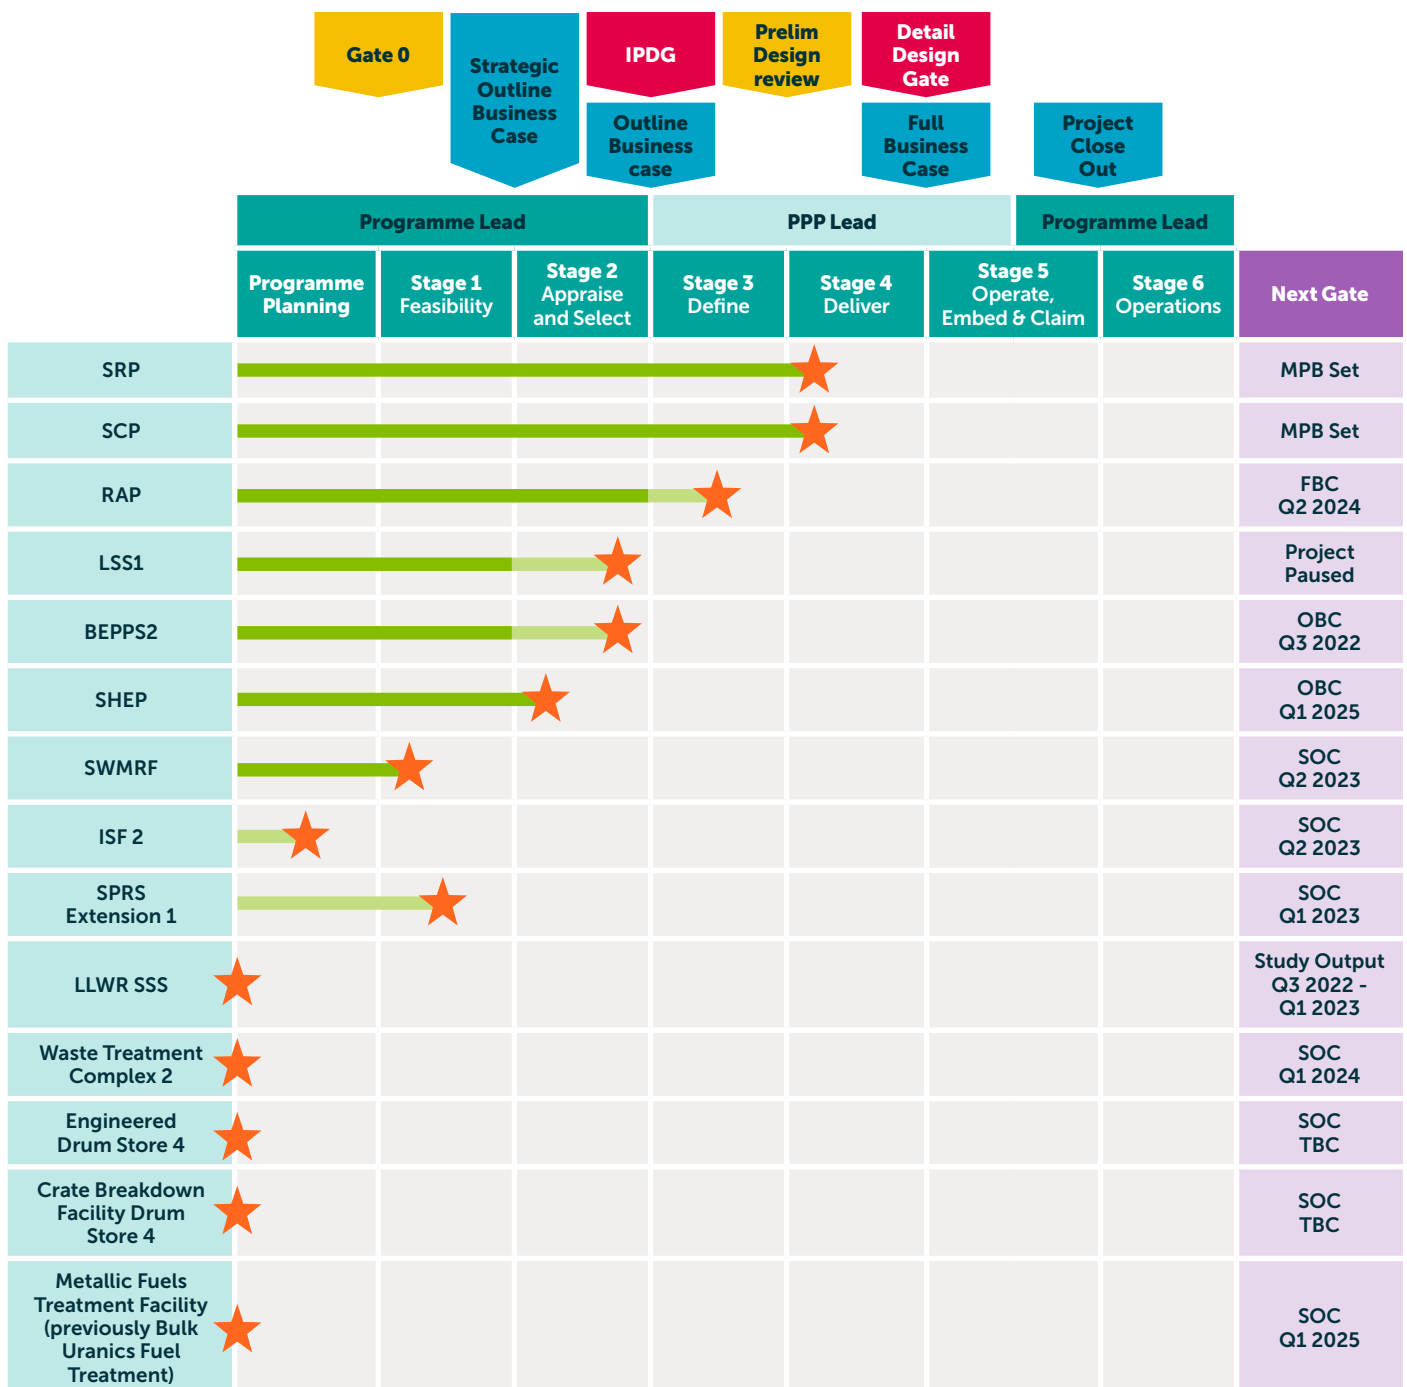 Gate 0
Strategic
Outline
Business
Case
IPDG
Prelim
Design
review
Detail
Design
Gate
Outline
Business
case
Full
Business
Case
Project
Close
Out
Programme Lead
PPP Lead
Programme Lead
Programme
Planning
Stage 1
Feasibility
Stage 2
Appraise
and Select
Stage 3
Define
Stage 4
Deliver
Stage 5
Operate,
Embed & Claim
Stage 6
Operations
Next Gate
SRP
MPB Set
SCP
MPB Set
RAP
FBC
Q2 2024
LSS1
Project
Paused
BEPPS2
OBC
Q3 2022
SHEP
OBC
Q1 2025
SWMRF
SOC
Q2 2023
ISF 2
SOC
Q2 2023
SPRS
Extension 1
SOC
Q1 2023
LLWR SSS
Study Output
Q3 2022 -
Q1 2023
Waste Treatment
Complex 2
SOC
Q1 2024
Engineered
Drum Store 4
SOC
TBC
Crate Breakdown
Facility Drum
Store 4
SOC
TBC
Metallic Fuels
Treatment Facility
(previously Bulk
Uranics Fuel
Treatment)
SOC
Q1 2025